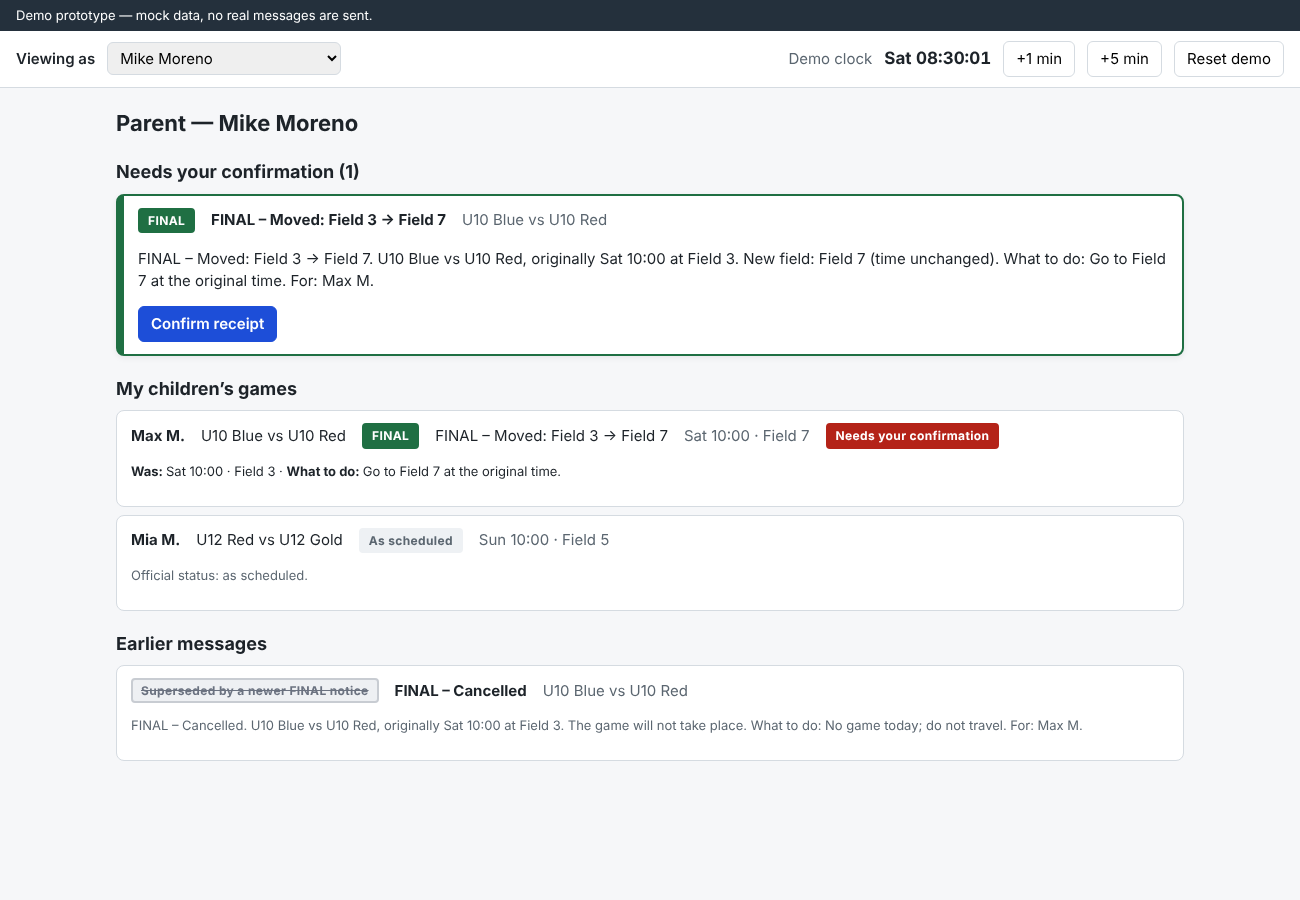 Demo prototype — mock data, no real messages are sent.
Viewing as Mike Moreno Demo clock Sat 08:30:01 +1 min +5 min Reset demo
Parent — Mike Moreno
Needs your confirmation (1)
FINAL FINAL – Moved: Field 3 → Field 7 U10 Blue vs U10 Red
FINAL – Moved: Field 3 → Field 7. U10 Blue vs U10 Red, originally Sat 10:00 at Field 3. New field: Field 7 (time unchanged). What to do: Go to Field
7 at the original time. For: Max M.
Confirm receipt
My children’s games
Max M. U10 Blue vs U10 Red FINAL FINAL – Moved: Field 3 → Field 7 Sat 10:00 · Field 7 Needs your confirmation
Was: Sat 10:00 · Field 3 · What to do: Go to Field 7 at the original time.
Mia M. U12 Red vs U12 Gold As scheduled Sun 10:00 · Field 5
Official status: as scheduled.
Earlier messages
Superseded by a newer FINAL notice FINAL – Cancelled U10 Blue vs U10 Red
FINAL – Cancelled. U10 Blue vs U10 Red, originally Sat 10:00 at Field 3. The game will not take place. What to do: No game today; do not travel. For: Max M.